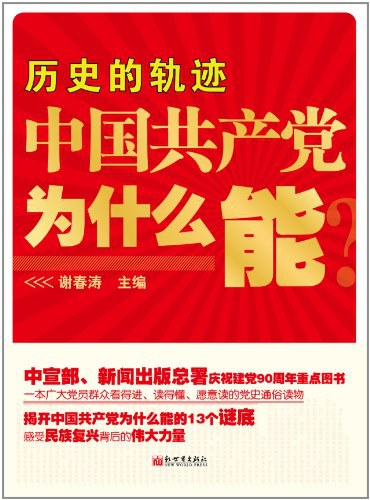 历史的轨迹
中国共产党
为什么能?
<<< 谢春涛 主编
中宣部、新闻出版总署庆祝建党90周年重点图书
一本广大党员群众看得进、读得懂、愿意读的党史通俗读物
揭开中国共产党为什么能的13个谜底
感受民族复兴背后的伟大力量
新世界出版社
NEW WORLD PRESS